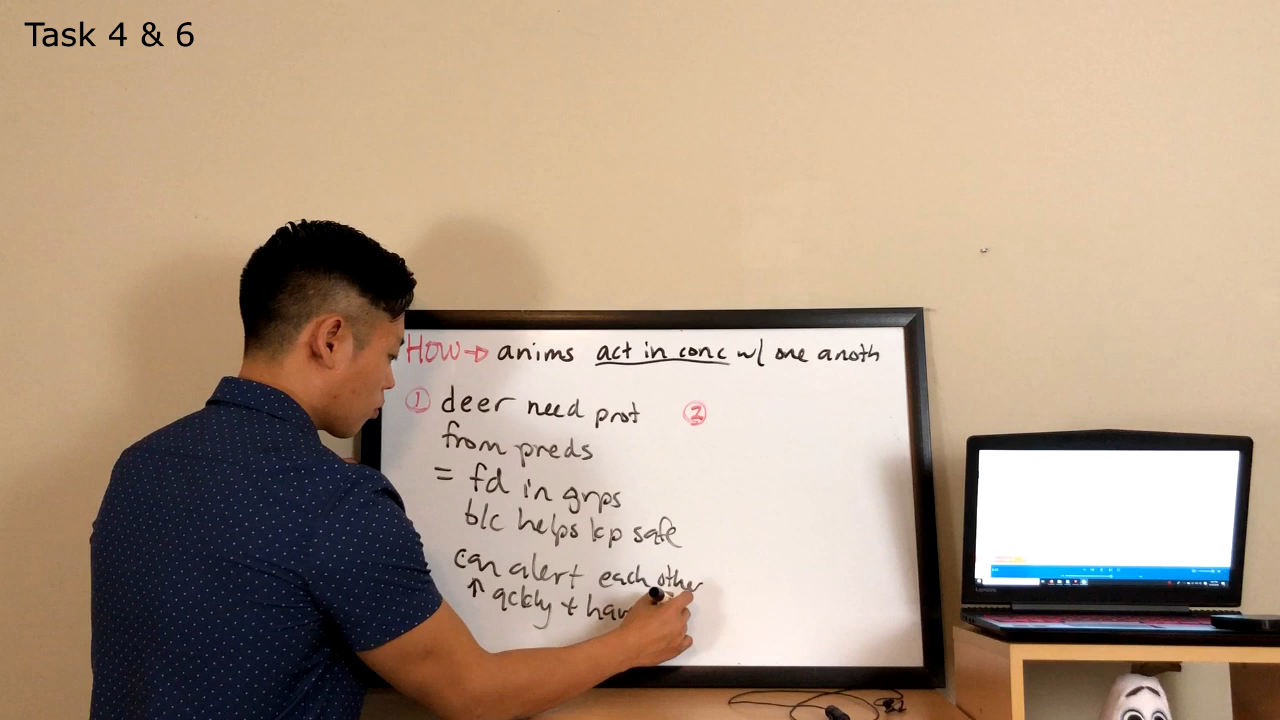 Task 4 & 6
HOW → anims act in conc w/ one anoth
① deer need prot
from preds
= fd in grps
b/c helps kp safe
can alert each other
↑ qckly + hav
②
Lenovo